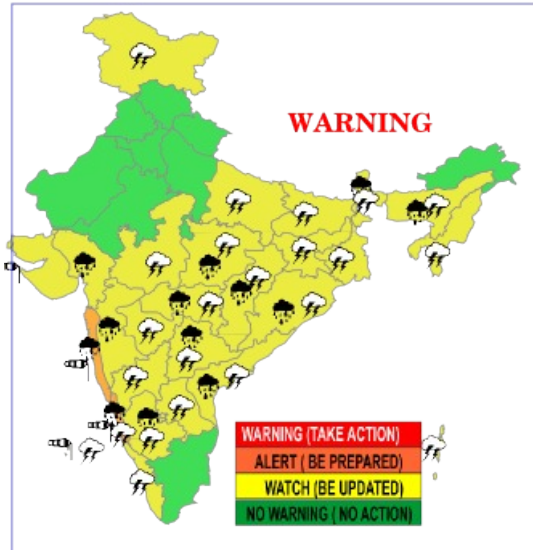 WARNING
WARNING (TAKE ACTION)
ALERT ( BE PREPARED)
WATCH (BE UPDATED)
NO WARNING ( NO ACTION)